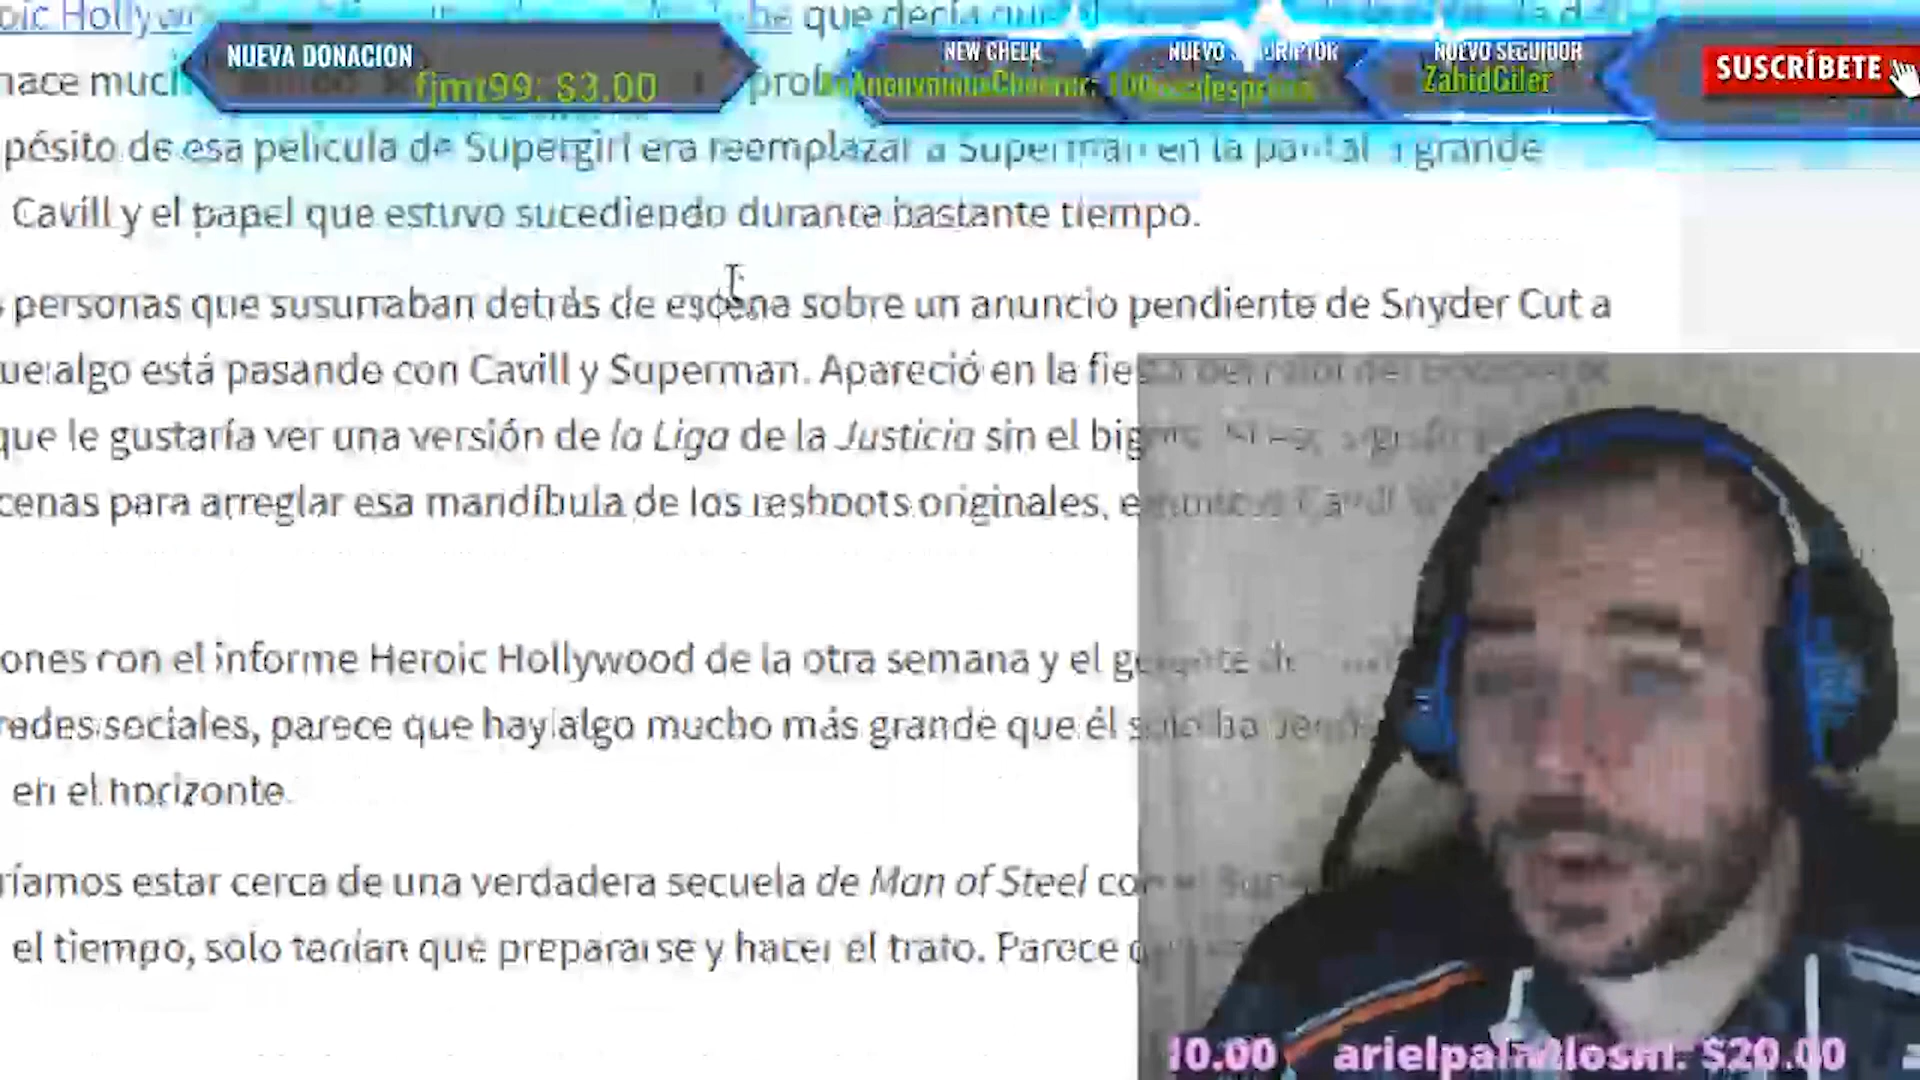 NUEVA DONACION
fjmt99: $3.00
NEW CHEER
NUEVO
NUEVO SEGUIDOR
ZahidGiler
SUSCRÍBETE
que decía que
hace
pósito de esa película de Supergirl era reemplazar a Superman en la pantalla grande
Cavill y el papel que estuvo sucediendo durante bastante tiempo.
personas que susurraban detrás de escena sobre un anuncio pendiente de Snyder Cut a
ue algo está pasando con Cavill y Superman. Apareció en la
que le gustaría ver una versión de la Liga de la Justicia sin el
cenas para arreglar esa mandíbula de los reshoots originales,
ones con el informe Heroic Hollywood de la otra semana y el
redes sociales, parece que hay algo mucho más grande que él
en el horizonte.
ríamos estar cerca de una verdadera secuela de Man of Steel
el tiempo, solo tenían que prepararse y hacer el trato. Parece
10.00 $20.00